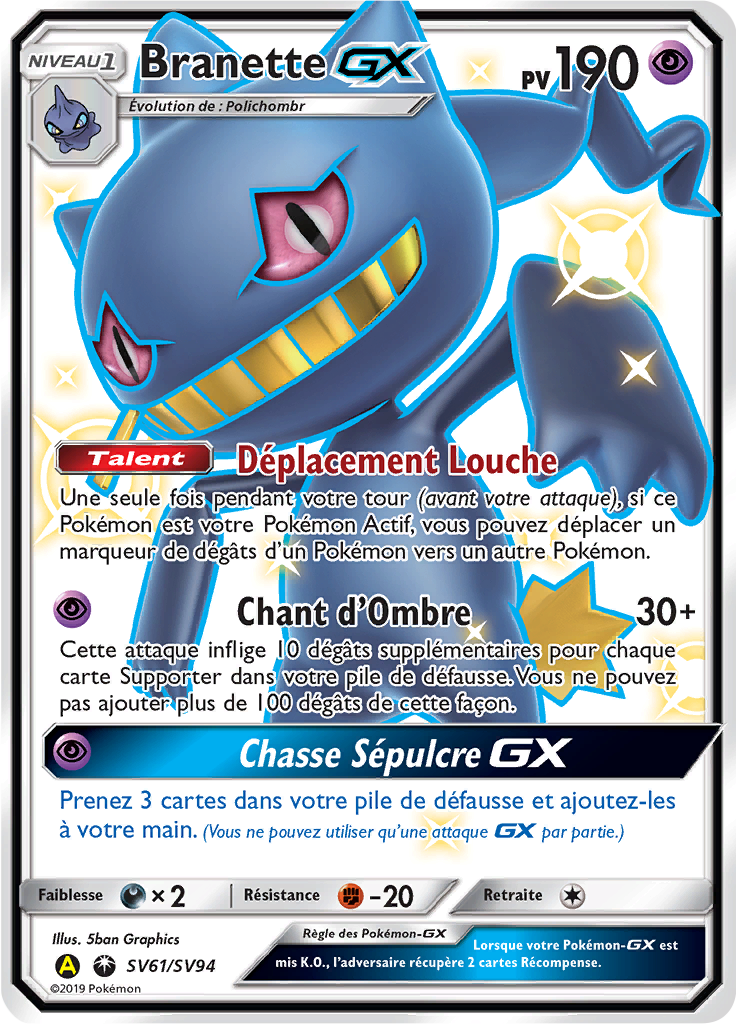 NIVEAU 1
Branette GX
PV 190
Évolution de : Polichombr
Talent Déplacement Louche
Une seule fois pendant votre tour (avant votre attaque), si ce
Pokémon est votre Pokémon Actif, vous pouvez déplacer un
marqueur de dégâts d'un Pokémon vers un autre Pokémon.
Chant d'Ombre 30+
Cette attaque inflige 10 dégâts supplémentaires pour chaque
carte Supporter dans votre pile de défausse. Vous ne pouvez
pas ajouter plus de 100 dégâts de cette façon.
Chasse Sépulcre GX
Prenez 3 cartes dans votre pile de défausse et ajoutez-les
à votre main. (Vous ne pouvez utiliser qu'une attaque GX par partie.)
Faiblesse ×2 Résistance -20 Retraite
Illus. 5ban Graphics
A SV61/SV94
©2019 Pokémon
Règle des Pokémon-GX
Lorsque votre Pokémon-GX est
mis K.O., l'adversaire récupère 2 cartes Récompense.